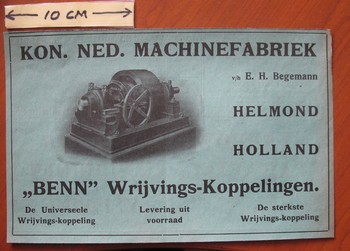 10 CM
KON. NED. MACHINEFABRIEK
v/h E. H. Begemann
HELMOND
HOLLAND
„BENN” Wrijvings-Koppelingen.
De Universeele
Wrijvings-koppeling
Levering uit
voorraad
De sterkste
Wrijvings-koppeling